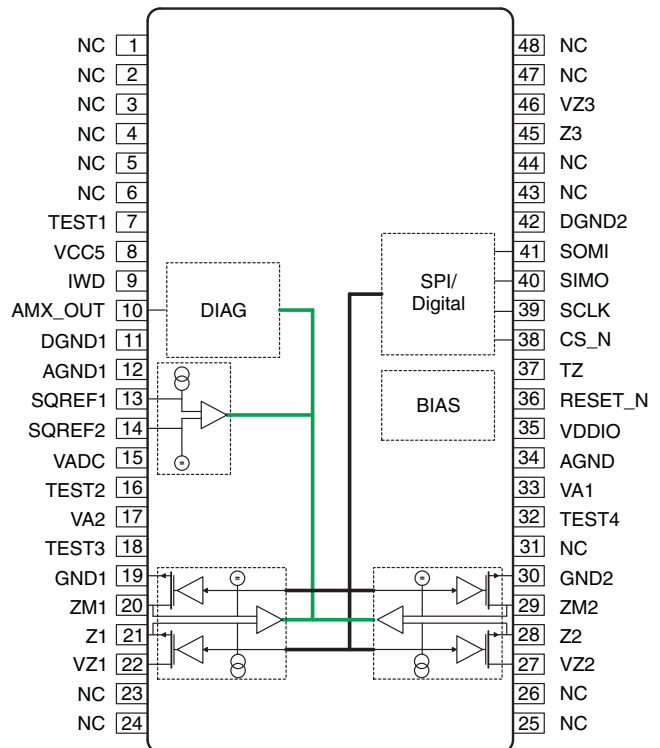 NC 1
NC 2
NC 3
NC 4
NC 5
NC 6
TEST1 7
VCC5 8
IWD 9
AMX_OUT 10
DGND1 11
AGND1 12
SQREF1 13
SQREF2 14
VADC 15
TEST2 16
VA2 17
TEST3 18
GND1 19
ZM1 20
Z1 21
VZ1 22
NC 23
NC 24
DIAG
SPI/
Digital
BIAS
=
=
=
48 NC
47 NC
46 VZ3
45 Z3
44 NC
43 NC
42 DGND2
41 SOMI
40 SIMO
39 SCLK
38 CS_N
37 TZ
36 RESET_N
35 VDDIO
34 AGND
33 VA1
32 TEST4
31 NC
30 GND2
29 ZM2
28 Z2
27 VZ2
26 NC
25 NC